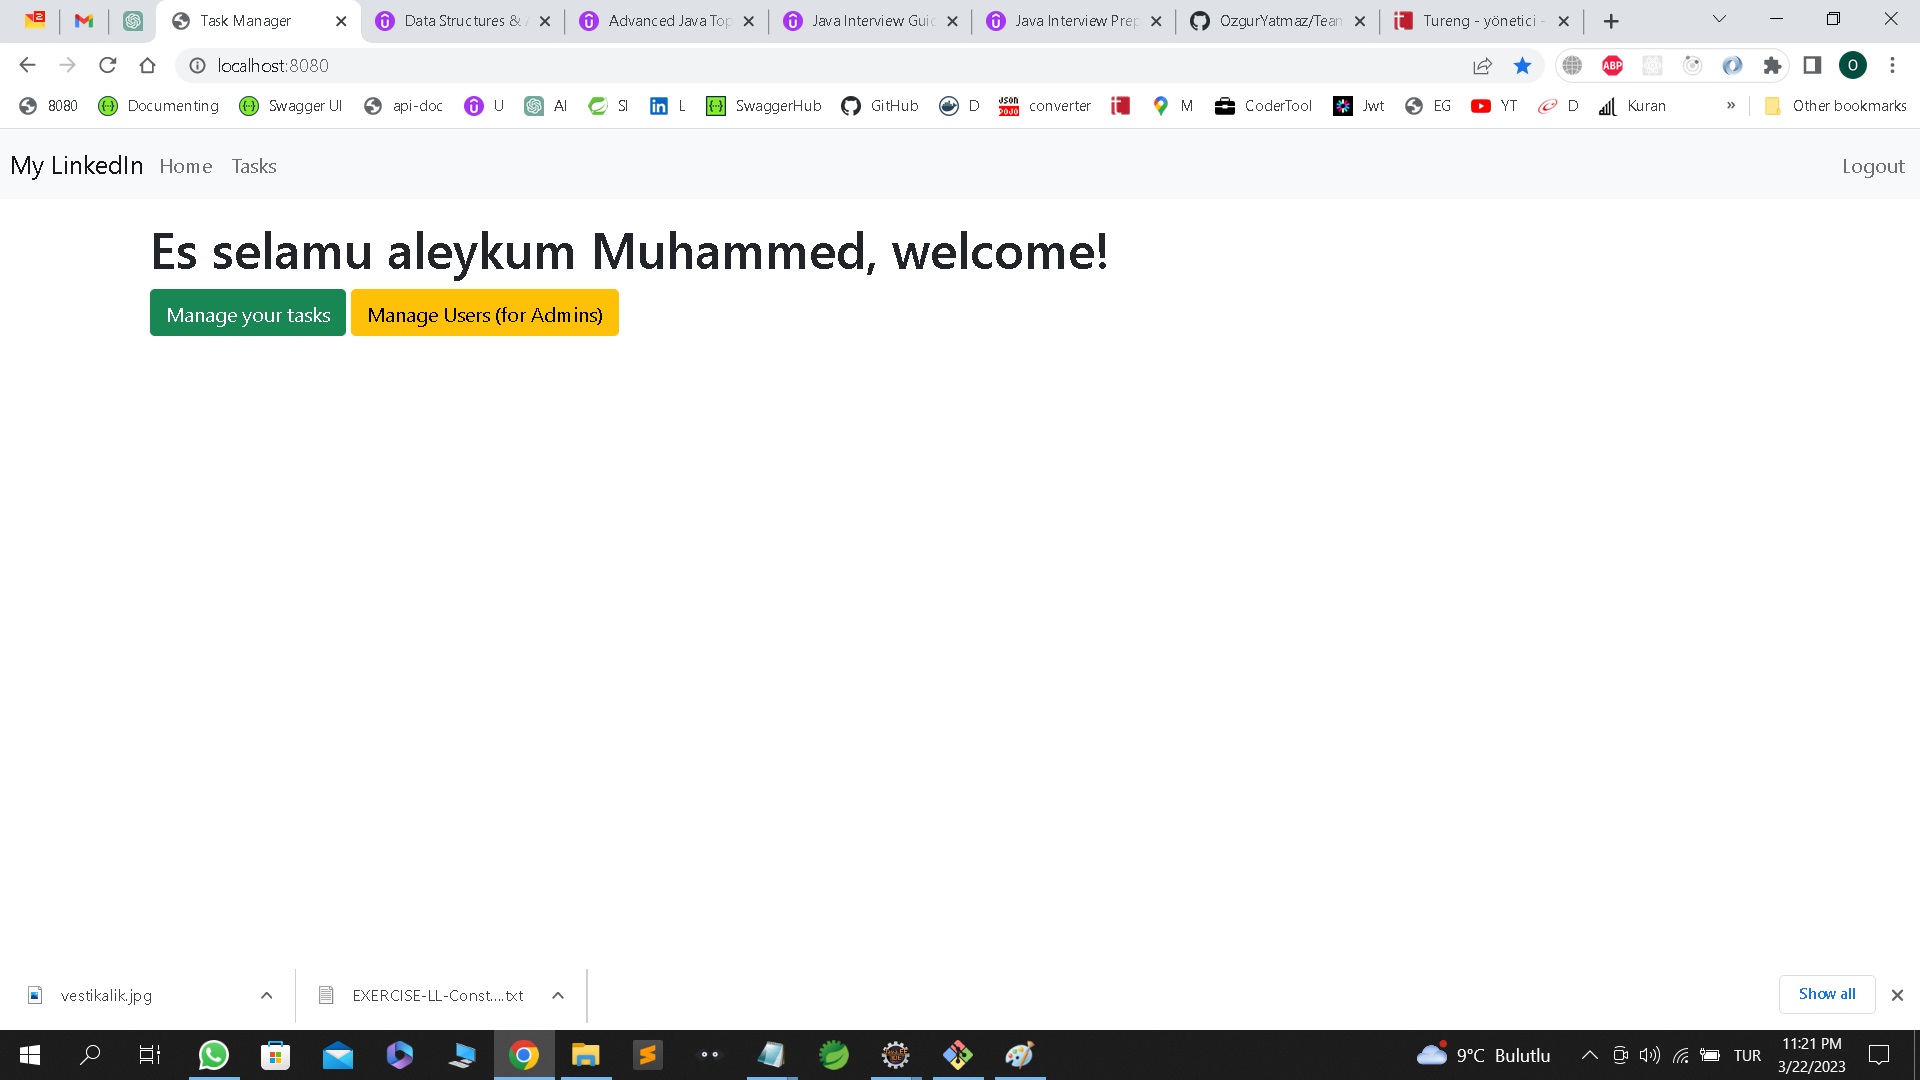 Task Manager
Data Structures & A
Advanced Java Top
Java Interview Guid
Java Interview Prep
OzgurYatmaz/Team
Tureng - yönetici -
localhost:8080
ABP
O
8080
Documenting
Swagger UI
api-doc
U
AI
SI
L
SwaggerHub
GitHub
D
converter
M
CoderTool
Jwt
EG
YT
D
Kuran
»
Other bookmarks
My LinkedIn
Home
Tasks
Logout
Es selamu aleykum Muhammed, welcome!
Manage your tasks
Manage Users (for Admins)
vestikalik.jpg
EXERCISE-LL-Const....txt
Show all
9°C Bulutlu
TUR
11:21 PM
3/22/2023